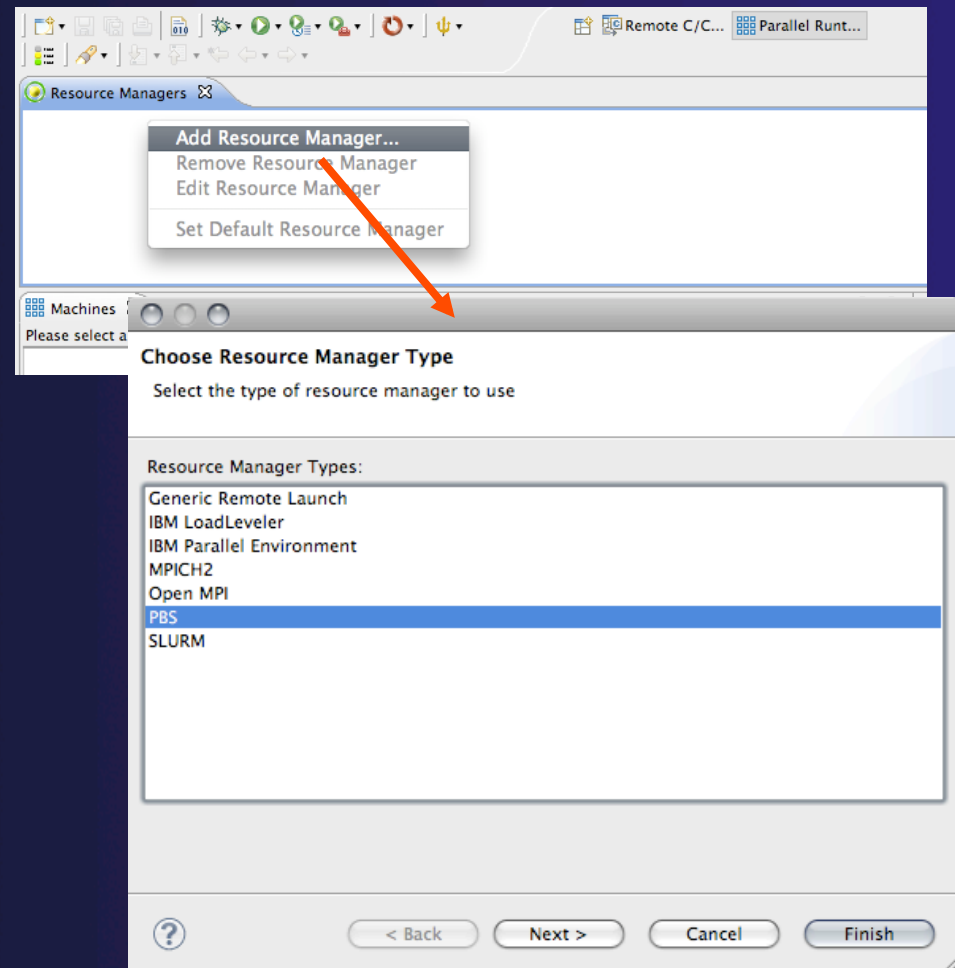 010
Remote C/C... Parallel Runt...
Resource Managers
Add Resource Manager...
Remove Resource Manager
Edit Resource Manager
Set Default Resource Manager
Machines
Please select a
Choose Resource Manager Type
Select the type of resource manager to use
Resource Manager Types:
Generic Remote Launch
IBM LoadLeveler
IBM Parallel Environment
MPICH2
Open MPI
PBS
SLURM
? < Back Next > Cancel Finish